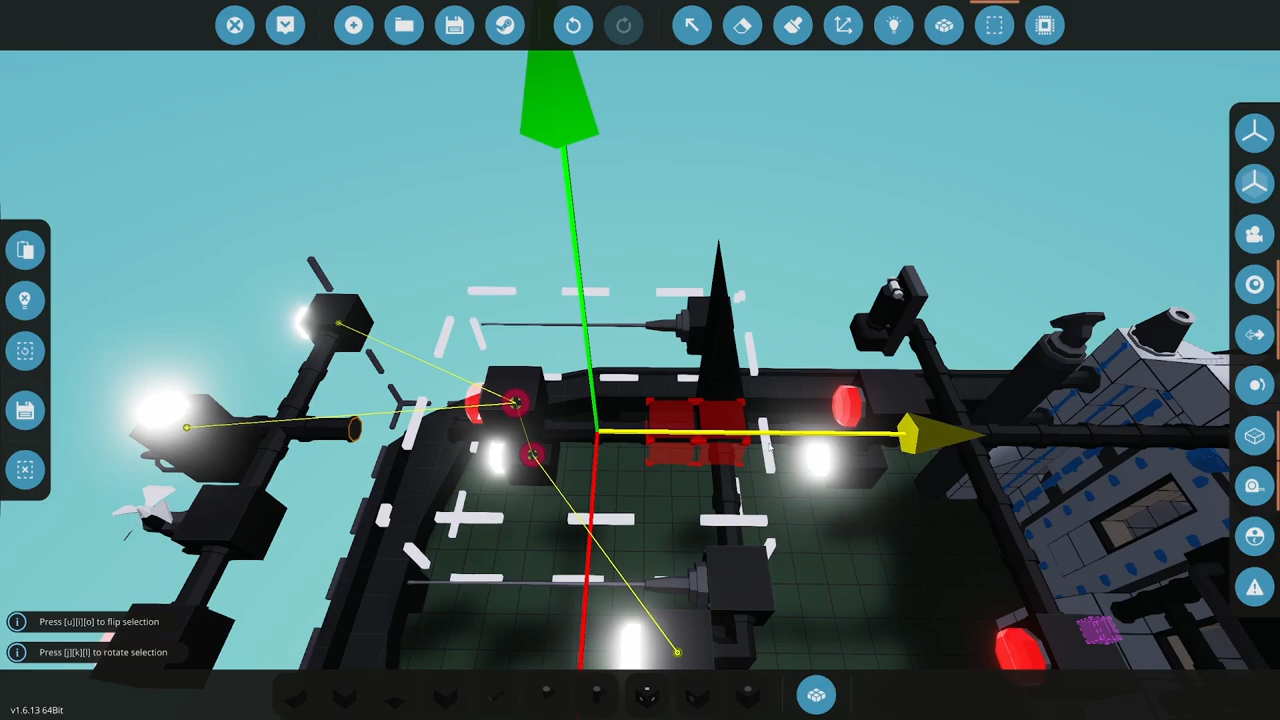 Press [u][i][o] to flip selection
Press [j][k][l] to rotate selection
v1.6.13 64Bit